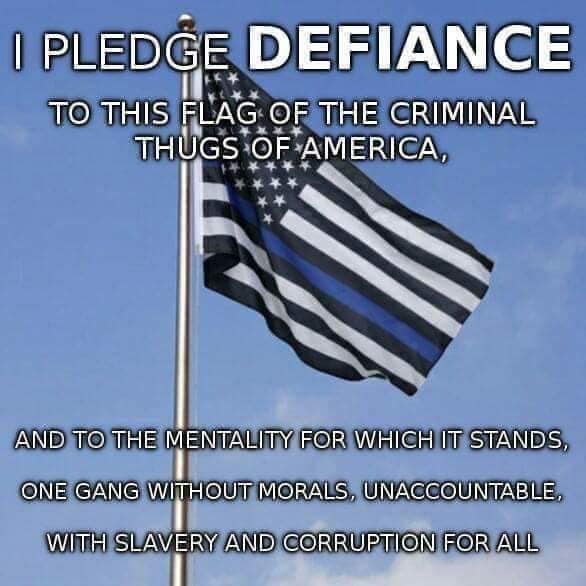 I PLEDGE DEFIANCE
TO THIS FLAG OF THE CRIMINAL
THUGS OF AMERICA,
AND TO THE MENTALITY FOR WHICH IT STANDS,
ONE GANG WITHOUT MORALS, UNACCOUNTABLE,
WITH SLAVERY AND CORRUPTION FOR ALL